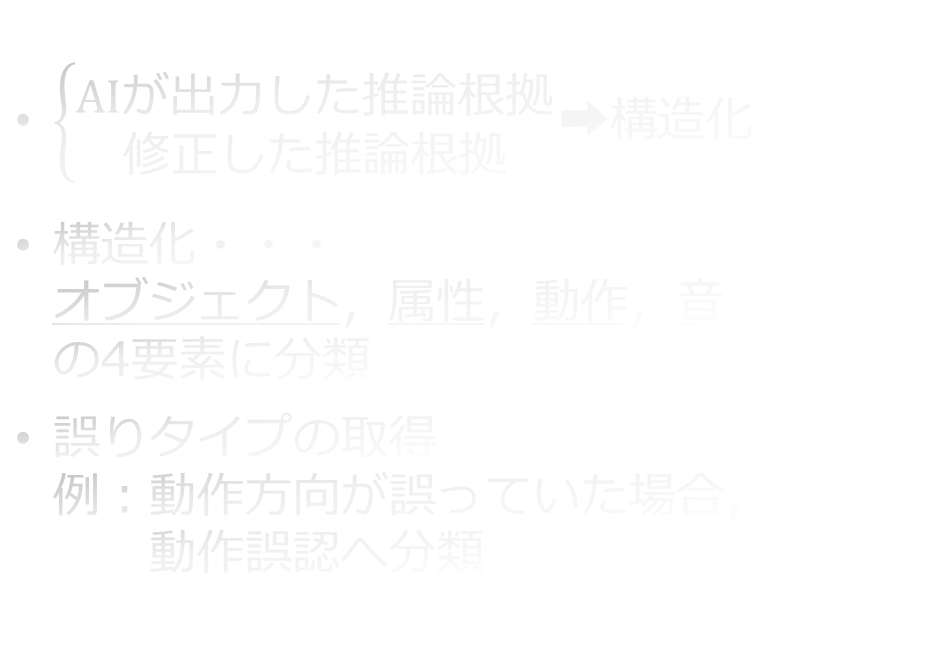 • AIが出力した推論根拠
修正した推論根拠 ➡構造化
• 構造化・・・
オブジェクト，属性，動作，音
の4要素に分類
• 誤りタイプの取得
例：動作方向が誤っていた場合，
動作誤認へ分類